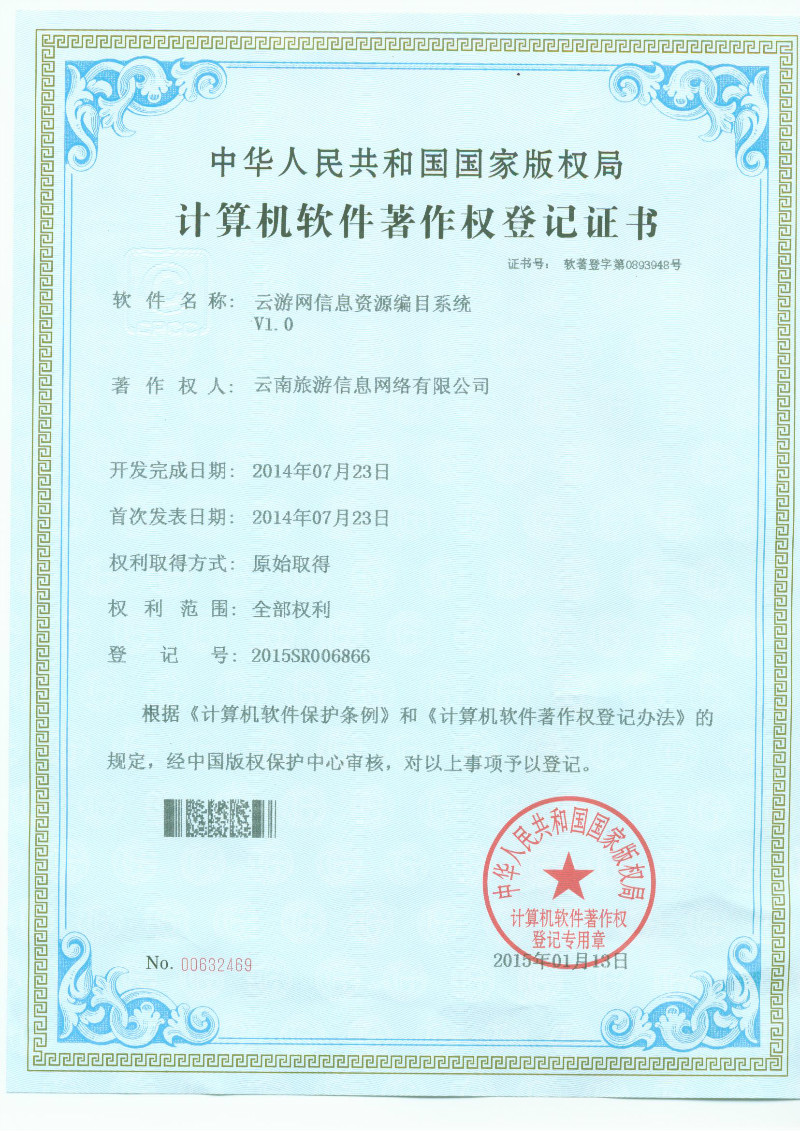 中华人民共和国国家版权局
计算机软件著作权登记证书
证书号： 软著登字第0893948号
CPCC
软件名称： 云游网信息资源编目系统
V1.0
著作权人： 云南旅游信息网络有限公司
开发完成日期： 2014年07月23日
首次发表日期： 2014年07月23日
权利取得方式： 原始取得
权利范围： 全部权利
登记号： 2015SR006866
根据《计算机软件保护条例》和《计算机软件著作权登记办法》的
规定，经中国版权保护中心审核，对以上事项予以登记。
中华人民共和国国家版权局
计算机软件著作权
登记专用章
No. 00632469
2015年01月13日